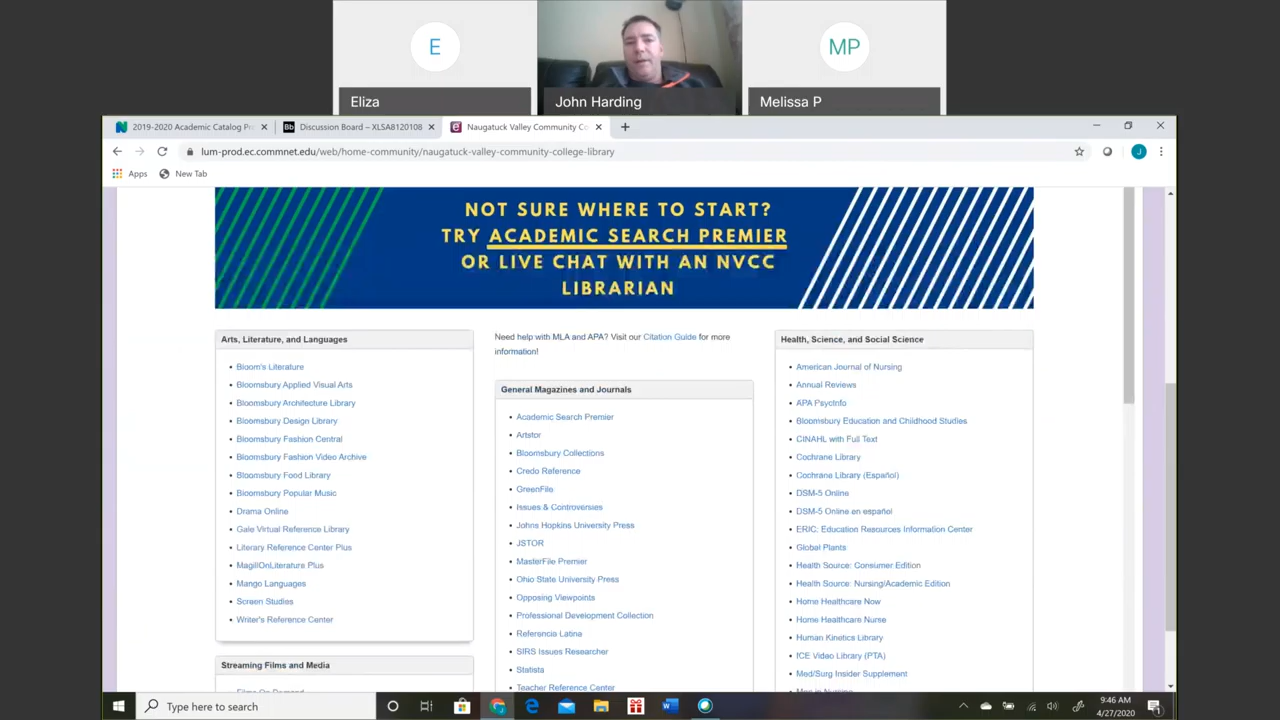 E
MP
Eliza
John Harding
Melissa P
2019-2020 Academic Catalog Pr
Discussion Board – XLSA8120108
Naugatuck Valley Community Co
lum-prod.ec.commnet.edu/web/home-community/naugatuck-valley-community-college-library
J
Apps
New Tab
NOT SURE WHERE TO START?
TRY ACADEMIC SEARCH PREMIER
OR LIVE CHAT WITH AN NVCC
LIBRARIAN
Arts, Literature, and Languages
Bloom's Literature
Bloomsbury Applied Visual Arts
Bloomsbury Architecture Library
Bloomsbury Design Library
Bloomsbury Fashion Central
Bloomsbury Fashion Video Archive
Bloomsbury Food Library
Bloomsbury Popular Music
Drama Online
Gale Virtual Reference Library
Literary Reference Center Plus
MagillOnLiterature Plus
Mango Languages
Screen Studies
Writer's Reference Center
Streaming Films and Media
Films On Demand
Need help with MLA and APA? Visit our Citation Guide for more
information!
General Magazines and Journals
Academic Search Premier
Artstor
Bloomsbury Collections
Credo Reference
GreenFile
Issues & Controversies
Johns Hopkins University Press
JSTOR
MasterFile Premier
Ohio State University Press
Opposing Viewpoints
Professional Development Collection
Referencia Latina
SIRS Issues Researcher
Statista
Teacher Reference Center
Health, Science, and Social Science
American Journal of Nursing
Annual Reviews
APA PsycInfo
Bloomsbury Education and Childhood Studies
CINAHL with Full Text
Cochrane Library
Cochrane Library (Español)
DSM-5 Online
DSM-5 Online en español
ERIC: Education Resources Information Center
Global Plants
Health Source: Consumer Edition
Health Source: Nursing/Academic Edition
Home Healthcare Now
Home Healthcare Nurse
Human Kinetics Library
fCE Video Library (PTA)
Med/Surg Insider Supplement
Men in Nursing
Type here to search
9:46 AM
4/27/2020